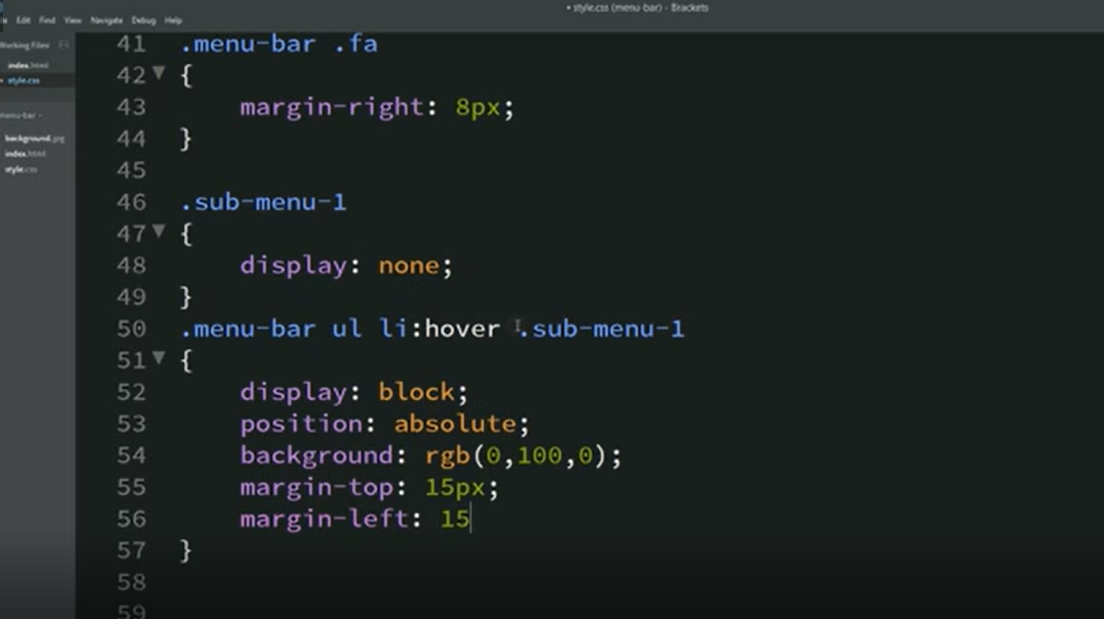 • style.css (menu-bar) - Brackets
Edit Find View Navigate Debug Help
Working Files
index.html
• style.css
menu-bar -
background.jpg
index.html
style.css
41 .menu-bar .fa
42 {
43 margin-right: 8px;
44 }
45
46 .sub-menu-1
47 {
48 display: none;
49 }
50 .menu-bar ul li:hover .sub-menu-1
51 {
52 display: block;
53 position: absolute;
54 background: rgb(0,100,0);
55 margin-top: 15px;
56 margin-left: 15
57 }
58
59